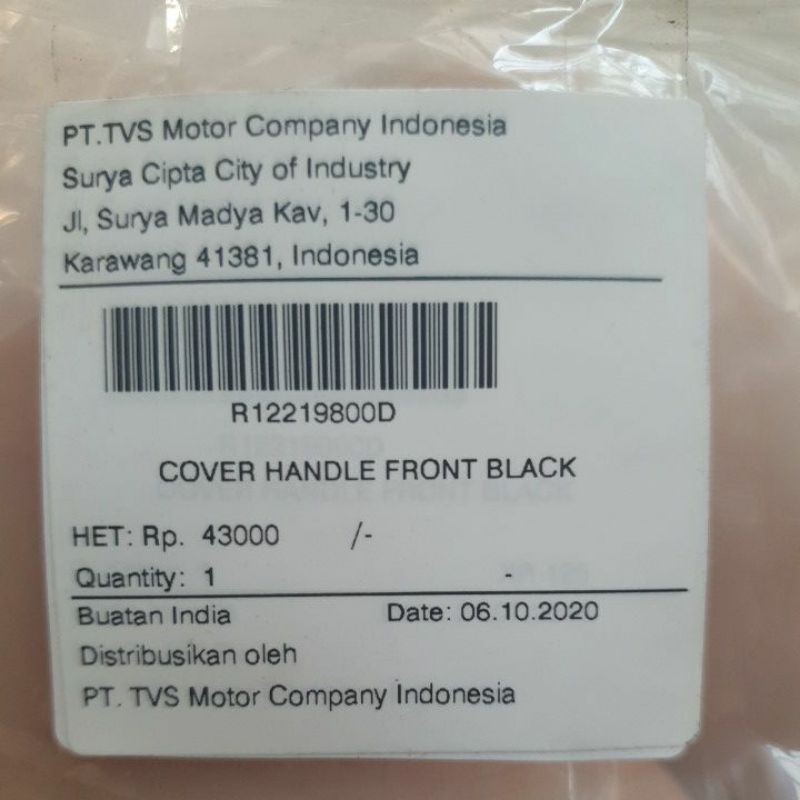 PT.TVS Motor Company Indonesia
Surya Cipta City of Industry
Jl, Surya Madya Kav, 1-30
Karawang 41381, Indonesia
R12219800D
COVER HANDLE FRONT BLACK
HET: Rp. 43000 /-
Quantity: 1 -
Buatan India Date: 06.10.2020
Distribusikan oleh
PT. TVS Motor Company Indonesia